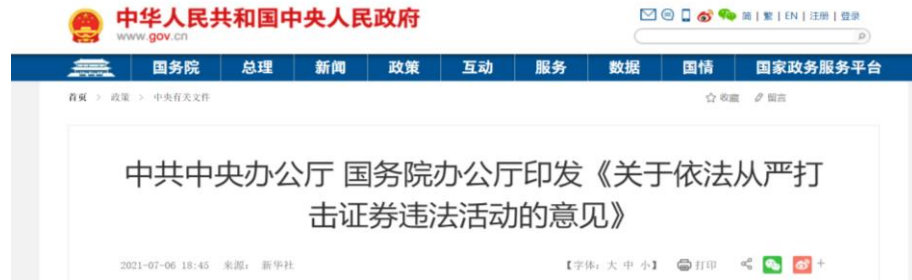 中华人民共和国中央人民政府
www.gov.cn
简 | 繁 | EN | 注册 | 登录
国务院 总理 新闻 政策 互动 服务 数据 国情 国家政务服务平台
首页 > 政策 > 中央有关文件
收藏 留言
中共中央办公厅 国务院办公厅印发《关于依法从严打
击证券违法活动的意见》
2021-07-06 18:45 来源: 新华社 【字体: 大 中 小】 打印 +